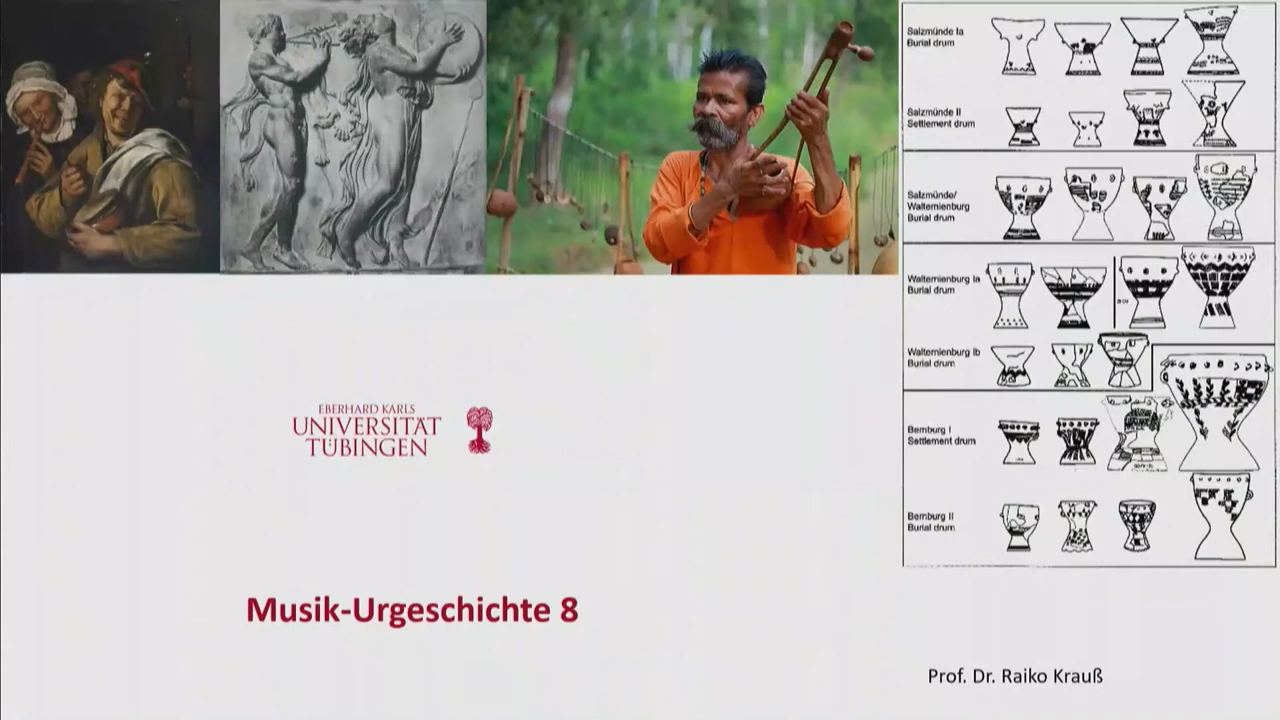 Salzmünde Ia
Burial drum
Salzmünde II
Settlement drum
Salzmünde/
Walternienburg
Burial drum
Walternienburg Ia
Burial drum
Walternienburg Ib
Burial drum
Bernburg I
Settlement drum
Bernburg II
Burial drum
EBERHARD KARLS
UNIVERSITÄT
TÜBINGEN
Musik-Urgeschichte 8
Prof. Dr. Raiko Krauß